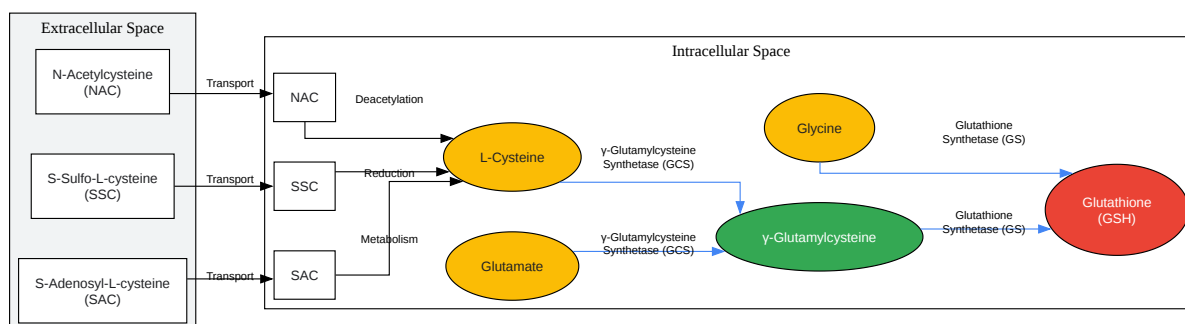 Extracellular Space
N-Acetylcysteine
(NAC)
S-Sulfo-L-cysteine
(SSC)
S-Adenosyl-L-cysteine
(SAC)
Transport
Transport
Transport
Intracellular Space
NAC
SSC
SAC
Deacetylation
Reduction
Metabolism
L-Cysteine
Glutamate
γ-Glutamylcysteine
Synthetase (GCS)
γ-Glutamylcysteine
Synthetase (GCS)
Glycine
γ-Glutamylcysteine
Glutathione
Synthetase (GS)
Glutathione
Synthetase (GS)
Glutathione
(GSH)